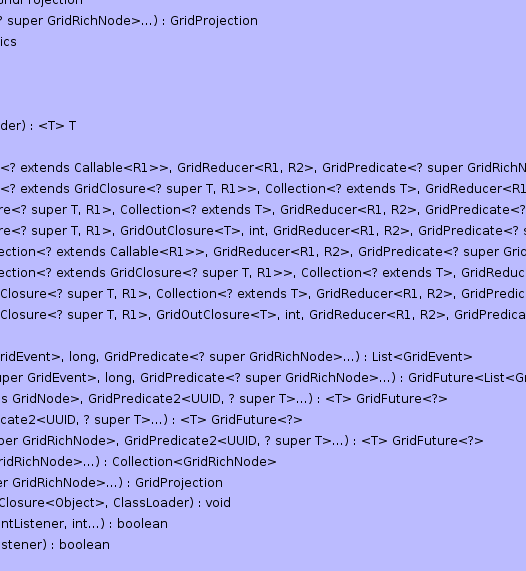 ? super GridRichNode>...) : GridProjection
ics
der) : <T> T
<? extends Callable<R1>>, GridReducer<R1, R2>, GridPredicate<? super GridRichN
<? extends GridClosure<? super T, R1>>, Collection<? extends T>, GridReducer<R1
re<? super T, R1>, Collection<? extends T>, GridReducer<R1, R2>, GridPredicate<?
re<? super T, R1>, GridOutClosure<T>, int, GridReducer<R1, R2>, GridPredicate<? s
ection<? extends Callable<R1>>, GridReducer<R1, R2>, GridPredicate<? super Grid
ection<? extends GridClosure<? super T, R1>>, Collection<? extends T>, GridReduc
Closure<? super T, R1>, Collection<? extends T>, GridReducer<R1, R2>, GridPredic
Closure<? super T, R1>, GridOutClosure<T>, int, GridReducer<R1, R2>, GridPredica
ridEvent>, long, GridPredicate<? super GridRichNode>...) : List<GridEvent>
uper GridEvent>, long, GridPredicate<? super GridRichNode>...) : GridFuture<List<Gr
s GridNode>, GridPredicate2<UUID, ? super T>...) : <T> GridFuture<?>
cate2<UUID, ? super T>...) : <T> GridFuture<?>
per GridRichNode>, GridPredicate2<UUID, ? super T>...) : <T> GridFuture<?>
ridRichNode>...) : Collection<GridRichNode>
er GridRichNode>...) : GridProjection
Closure<Object>, ClassLoader) : void
ntListener, int...) : boolean
stener) : boolean